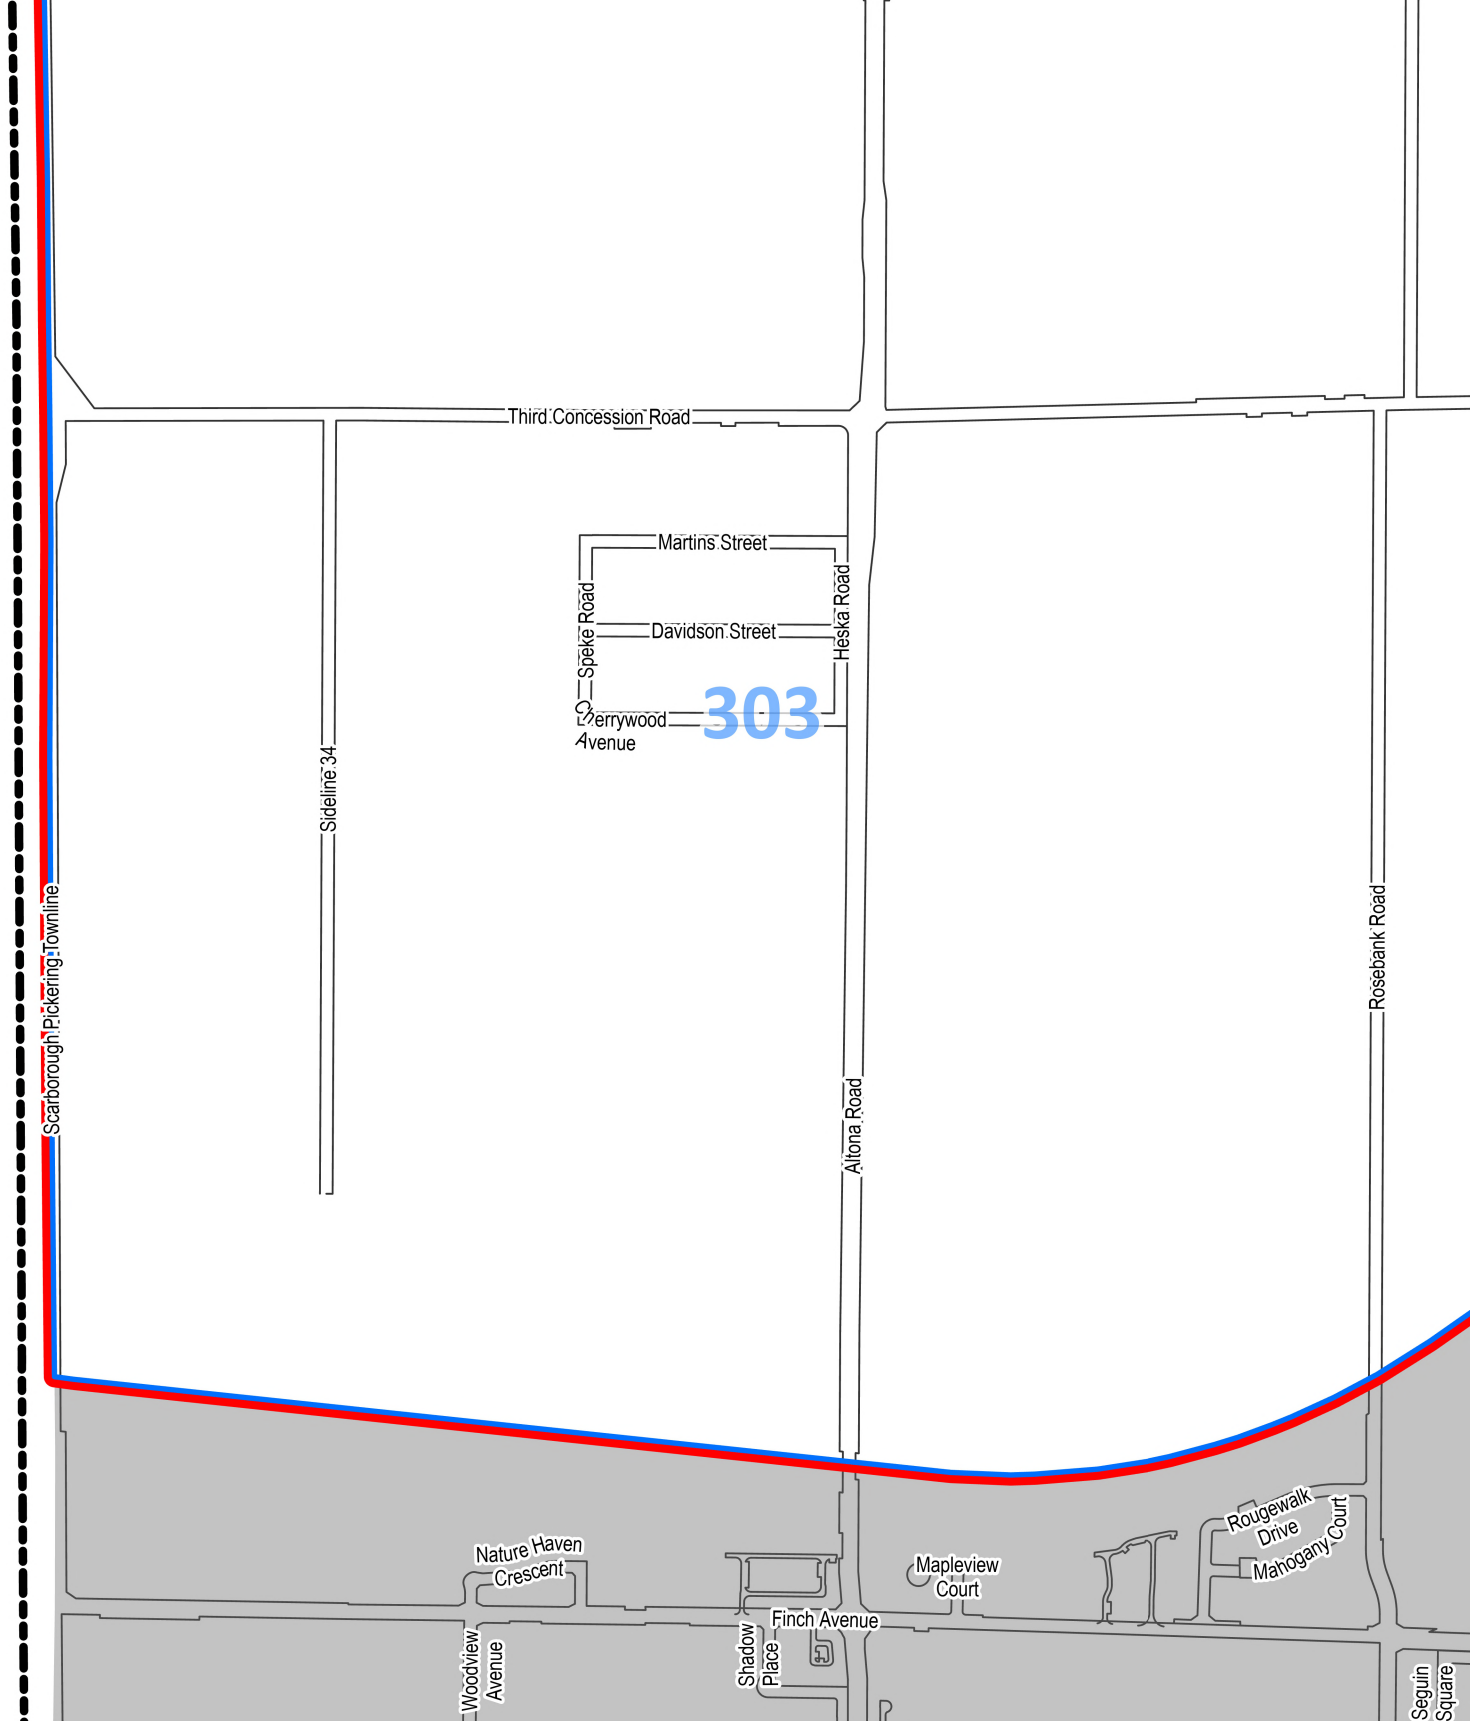 Third Concession Road
Martins Street
Speke Road
Heska Road
Davidson Street
303
Cherrywood
Avenue
Sideline 34
Scarborough Pickering Townline
Rosebank Road
Altona Road
Rougewalk
Drive
Mahogany Court
Nature Haven
Crescent
Mapleview
Court
Finch Avenue
Woodview
Avenue
Shadow
Place
Seguin
Square